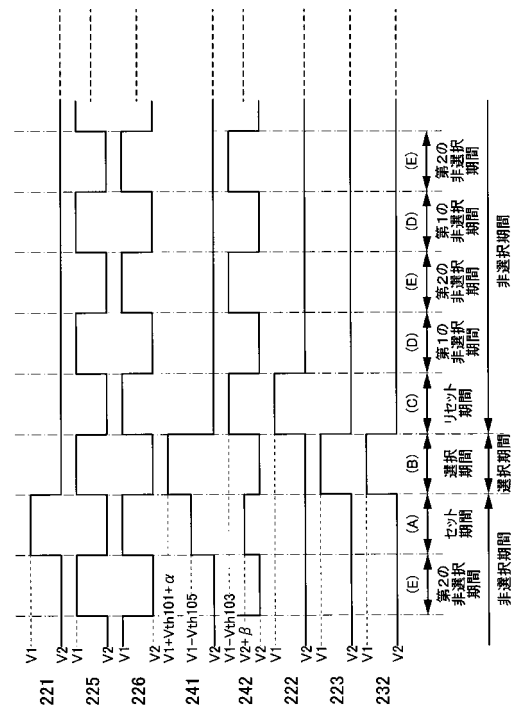 V1
221
V2
V1
225
V2
V1
226
V2
V1+Vth101+α
241
V1-Vth105
V2
V1-Vth103
242
V2+β
V2
V1
222
V2
V1
223
V2
V1
232
V2
(E) (A) (B) (C) (D) (E) (D) (E)
第2の非選択期間
セット期間
選択期間
リセット期間
第1の非選択期間
第2の非選択期間
第1の非選択期間
第2の非選択期間
非選択期間 選択期間 非選択期間